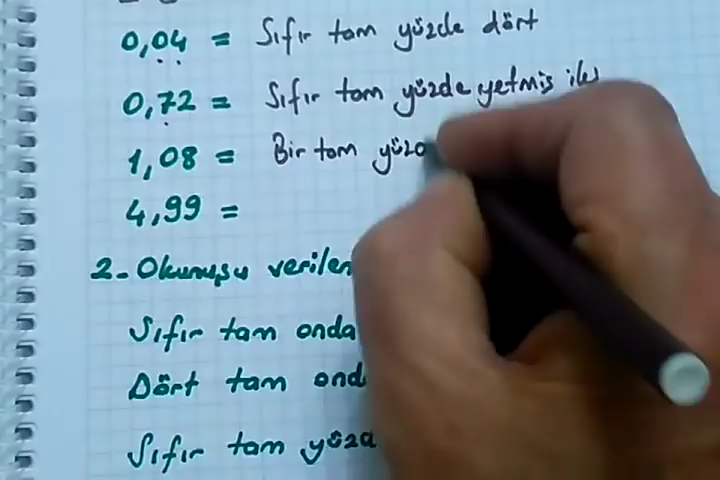 0,04 = Sıfır tam yüzde dört
0,72 = Sıfır tam yüzde yetmiş iki
1,08 = Bir tam
4,99 =
2- Okunuşu verilen
Sıfır tam onda
Dört tam
Sıfır tam